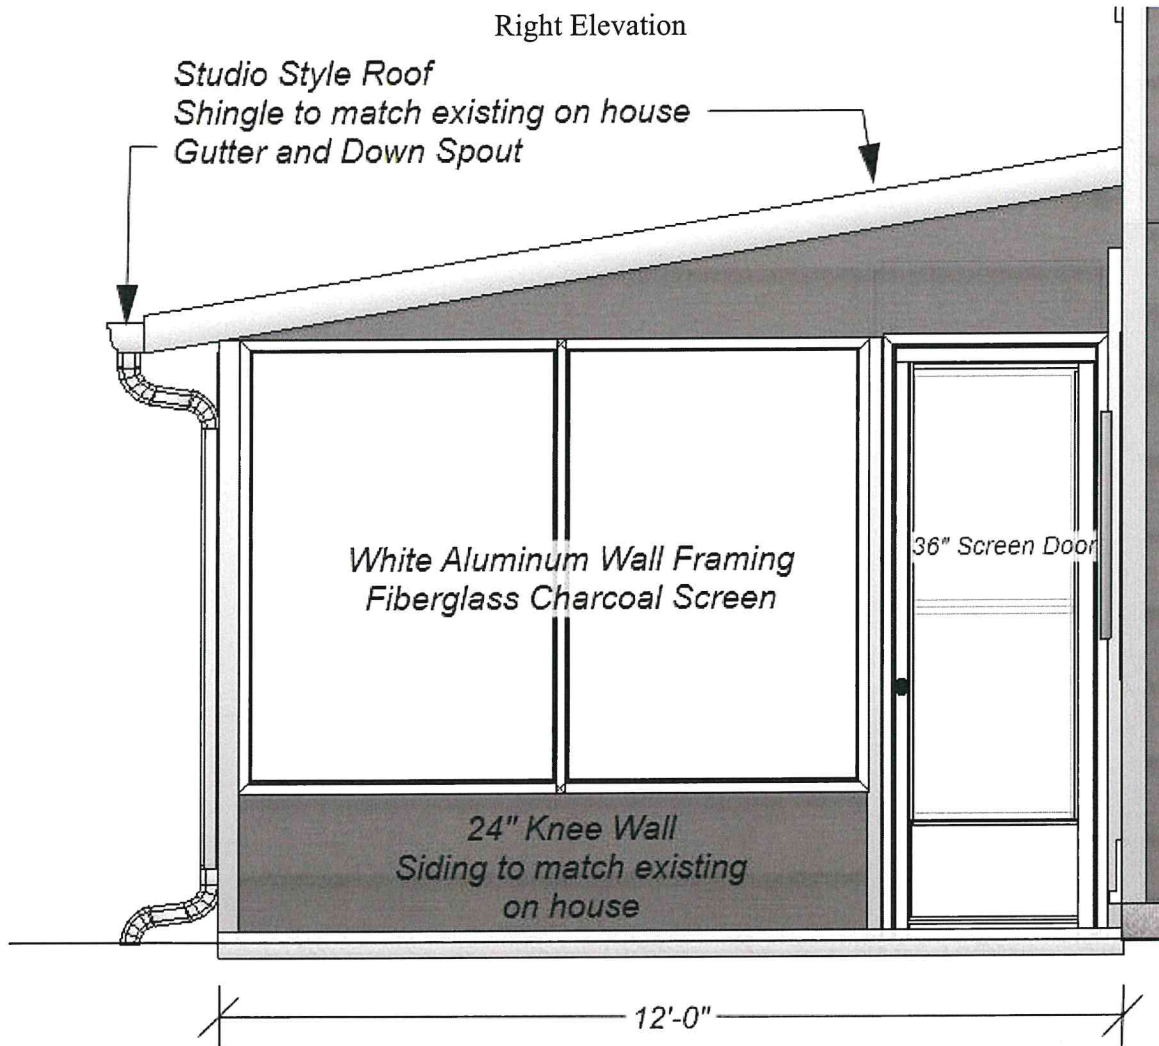 Right Elevation
Studio Style Roof
Shingle to match existing on house
Gutter and Down Spout
White Aluminum Wall Framing
Fiberglass Charcoal Screen
36" Screen Door
24" Knee Wall
Siding to match existing
on house
12'-0"